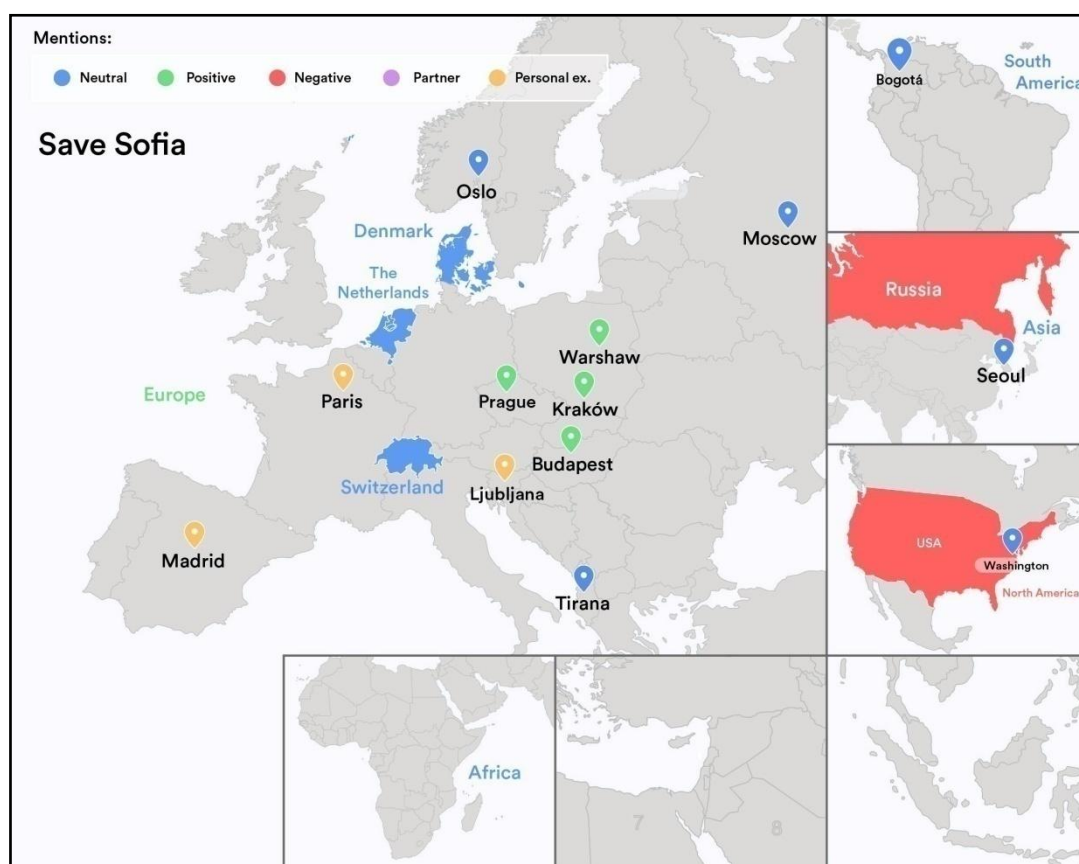 Mentions:
Neutral Positive Negative Partner Personal ex.
Save Sofia
Oslo
Moscow
Denmark
The
Netherlands
Warshaw
Europe
Paris
Prague
Kraków
Budapest
Switzerland
Ljubljana
Madrid
Tirana
Bogotá
South
America
Russia
Asia
Seoul
USA
Washington
North America
Africa
7
8